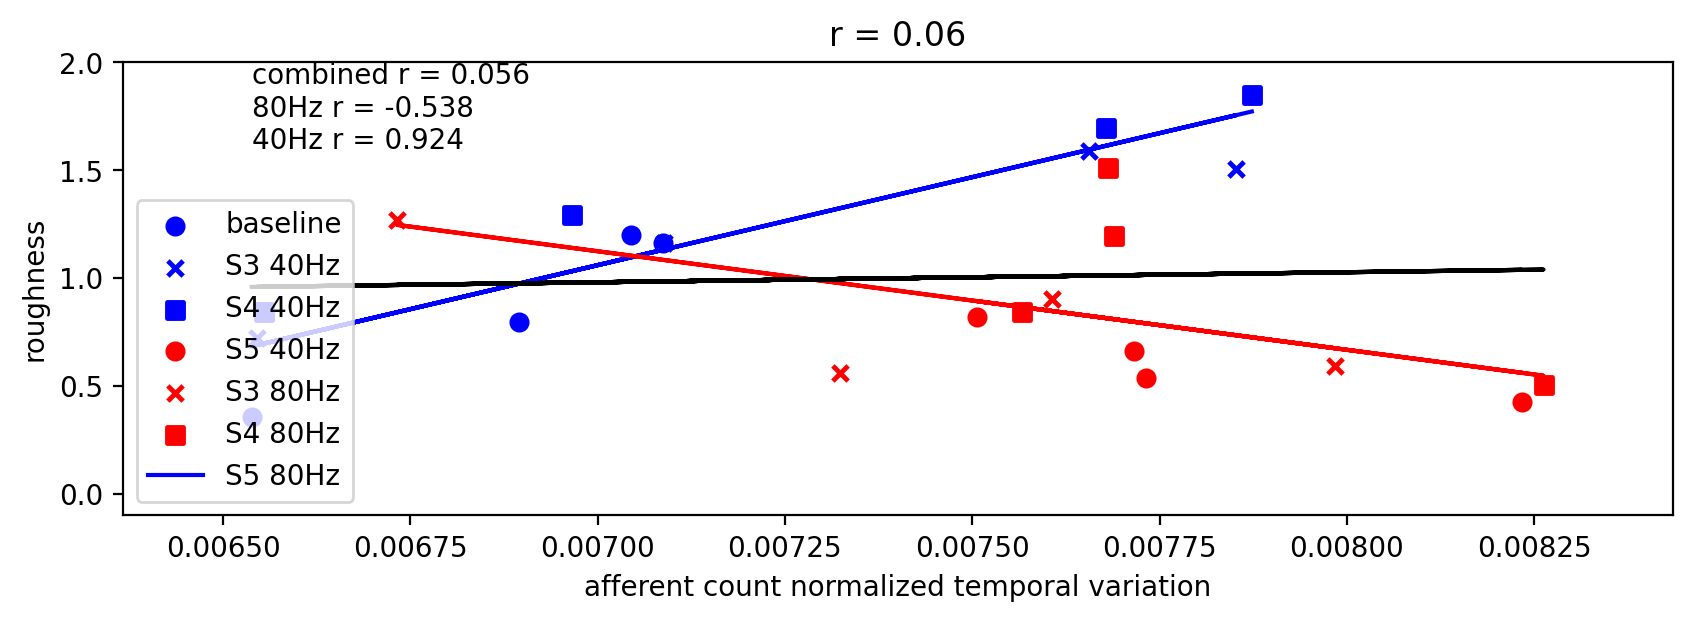 r = 0.06
combined r = 0.056
80Hz r = -0.538
40Hz r = 0.924
2.0
1.5
1.0
0.5
0.0
roughness
baseline
S3 40Hz
S4 40Hz
S5 40Hz
S3 80Hz
S4 80Hz
S5 80Hz
0.00650 0.00675 0.00700 0.00725 0.00750 0.00775 0.00800 0.00825
afferent count normalized temporal variation